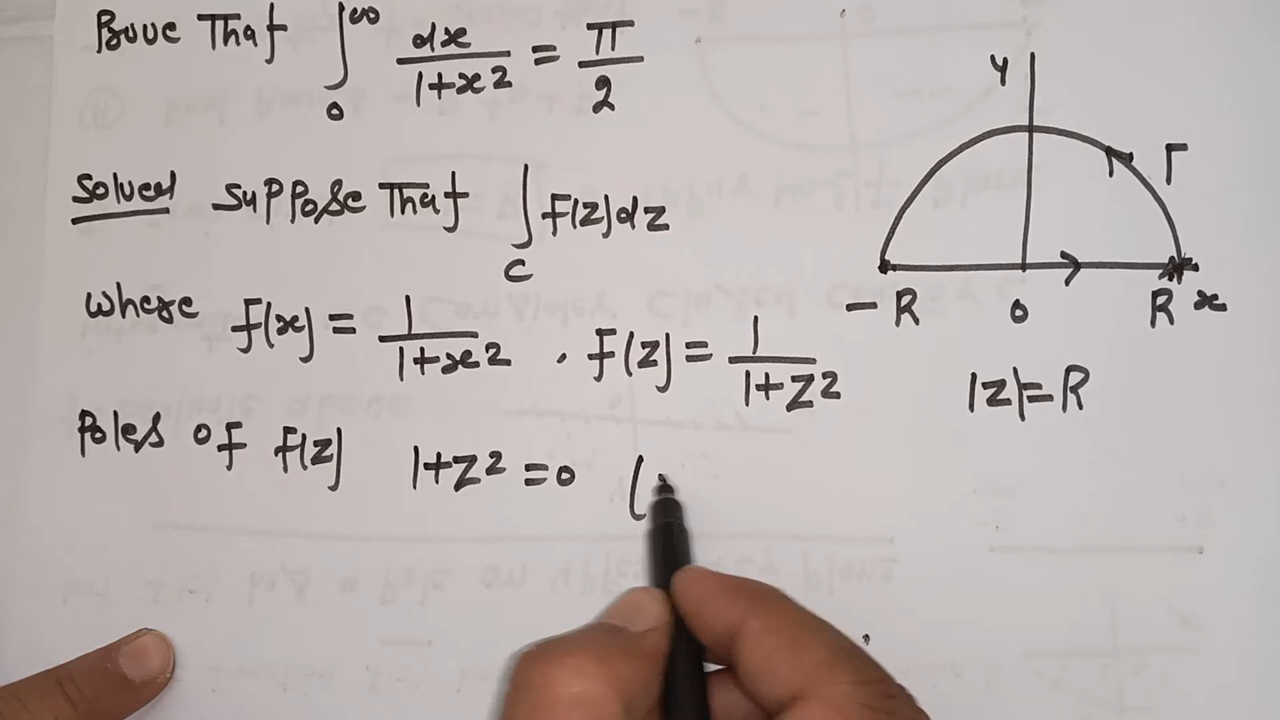 Prove That ∫₀^∞ dx/(1+x²) = π/2
Solved Suppose That ∫_C f(z)dz
where f(x) = 1/(1+x²) . f(z) = 1/(1+z²)
Poles of f(z) 1+z² = 0 (
y
Γ
-R 0 R x
|z|=R